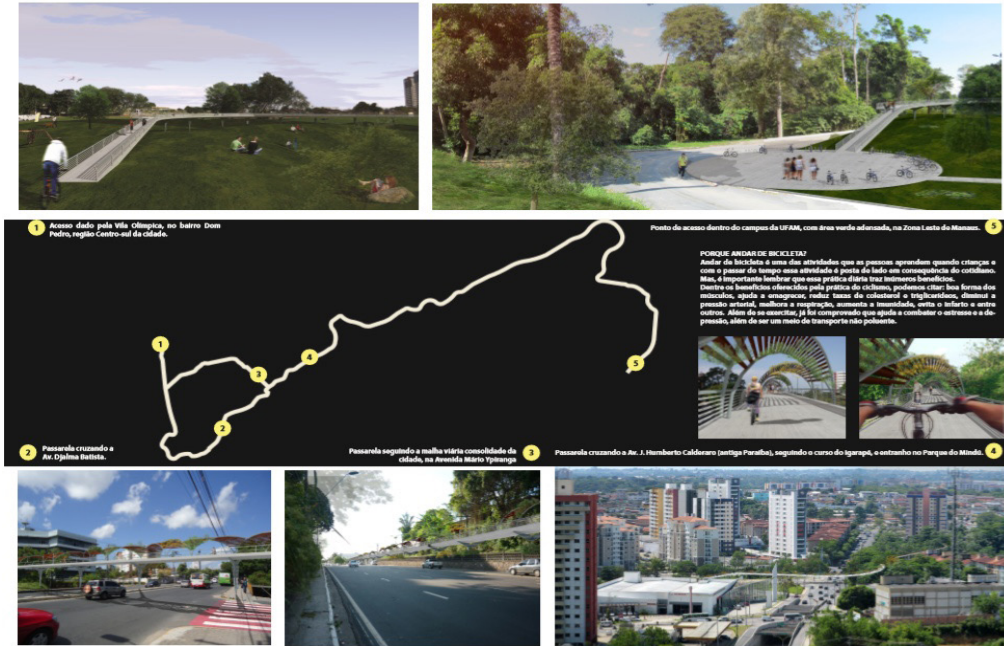 1
Acesso dado pela Vila Olímpica, no bairro Dom
Pedro, região Centro-sul da cidade.
Ponto de acesso dentro do campus da UFAM, com área verde adensada, na Zona Leste de Manaus.
5
PORQUE ANDAR DE BICICLETA?
Andar de bicicleta é uma das atividades que as pessoas aprendem quando crianças e
com o passar do tempo essa atividade é posta de lado em consequência do cotidiano.
Mas, é importante lembrar que essa prática diária traz inúmeros benefícios.
Dentre os benefícios oferecidos pela prática do ciclismo, podemos citar: boa forma dos
músculos, ajuda a emagrecer, reduz taxas de colesterol e triglicerídeos, diminui a
pressão arterial, melhora a respiração, aumenta a imunidade, evita o infarto e entre
outros. Além de se exercitar, já foi comprovado que ajuda a combater o estresse e a de-
pressão, além de ser um meio de transporte não poluente.
1
4
3
5
2
2
Passarela cruzando a
Av. Djalma Batista.
Passarela seguindo a malha viária consolidada da
cidade, na Avenida Mário Ypiranga
3
Passarela cruzando a Av. J. Humberto Calderaro (antiga Paraíba), seguindo o curso do igarapé, e entranho no Parque do Mindú.
4